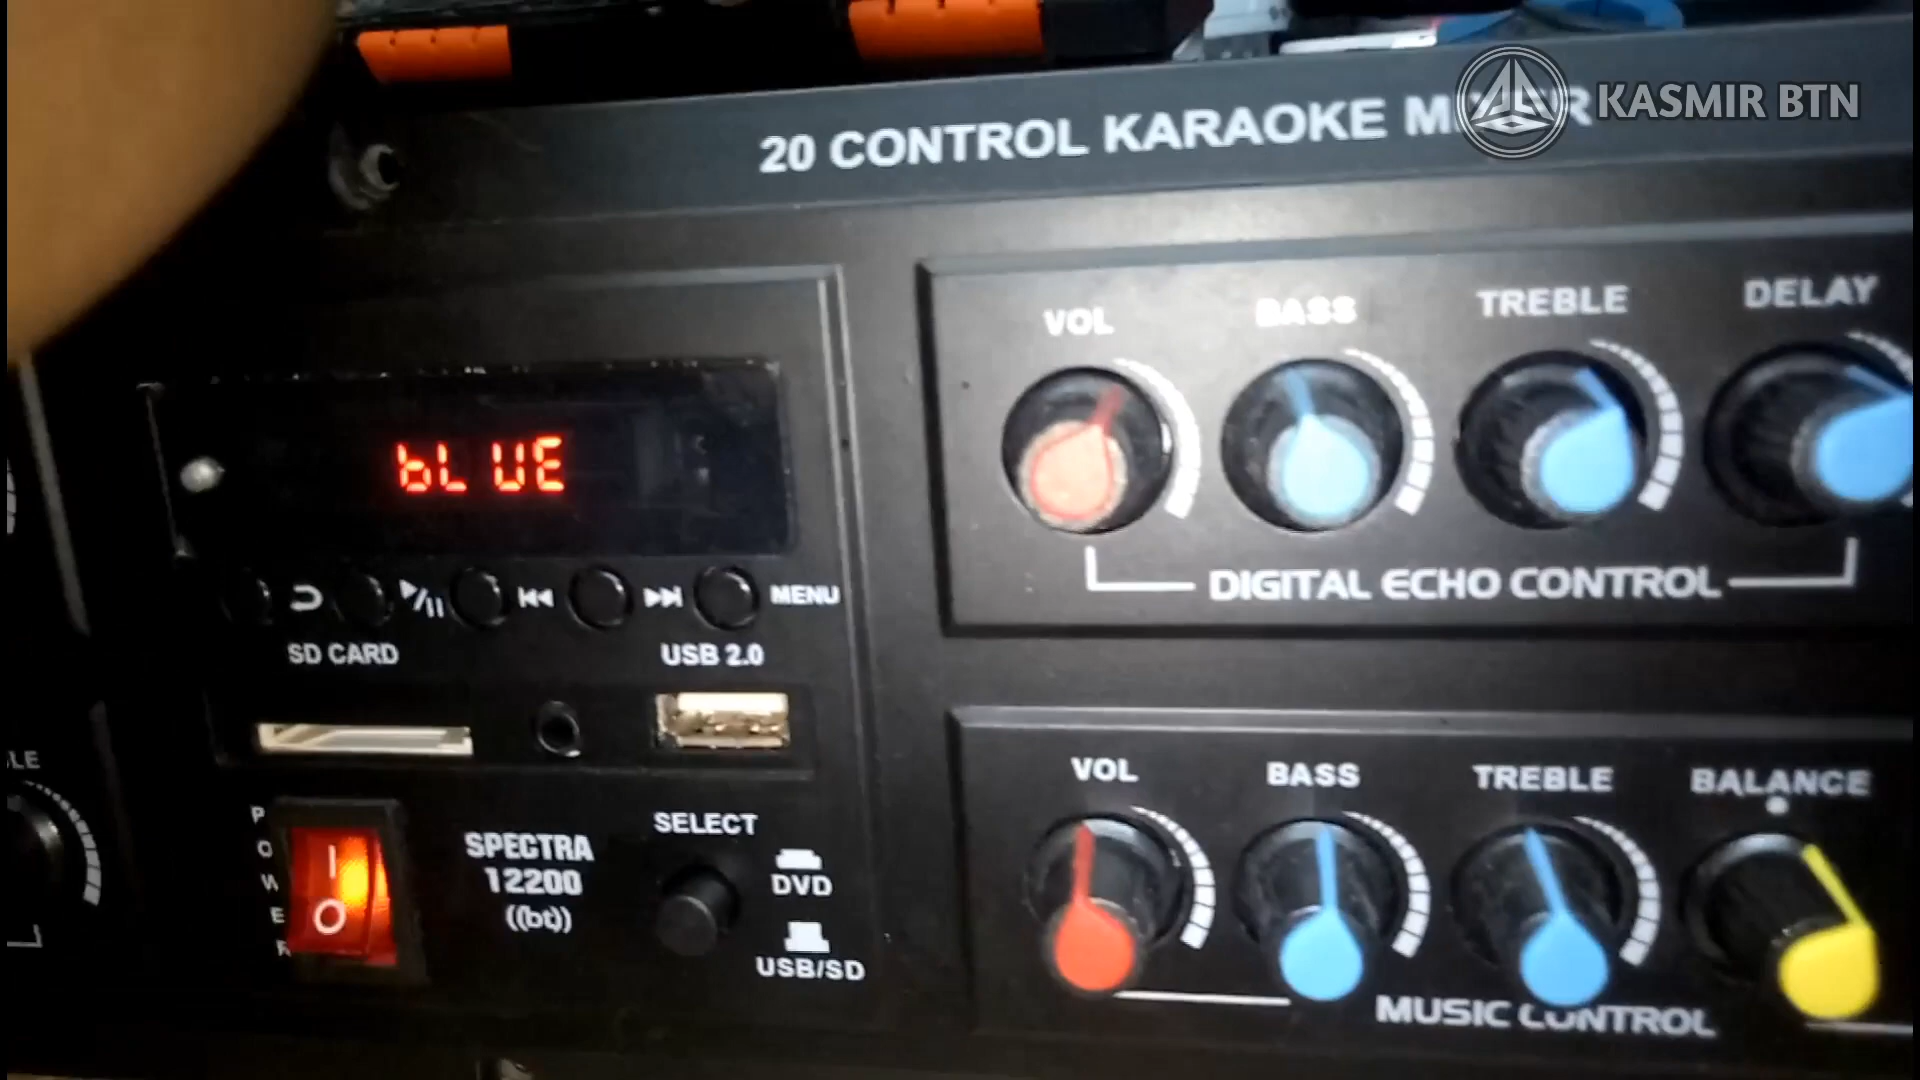 KASMIR BTN
20 CONTROL KARAOKE
VOL BASS TREBLE DELAY
bLUE
DIGITAL ECHO CONTROL
MENU
SD CARD USB 2.0
VOL BASS TREBLE BALANCE
POWER
SPECTRA
12200
((bt))
SELECT
DVD
USB/SD
MUSIC CONTROL